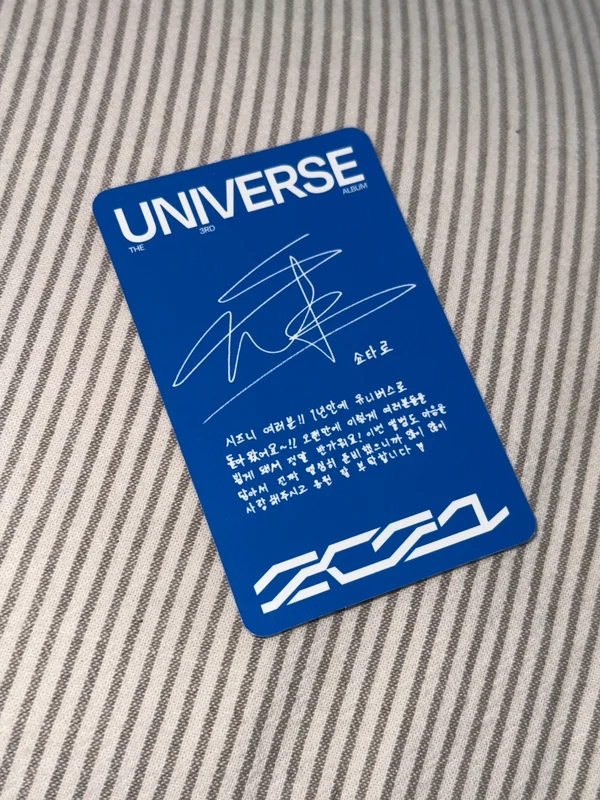 UNIVERSE
THE 3RD ALBUM
쇼타로
시즈니 여러분!! 1년만에 유니버스로
돌아왔어요~!! 오랜만에 이렇게 여러분들을
뵙게 돼서 정말 반가워요! 이번 앨범도 마음을
담아서 진짜 열심히 준비했으니까 많이 많이
사랑해주시고 응원 잘 부탁합니다
2021